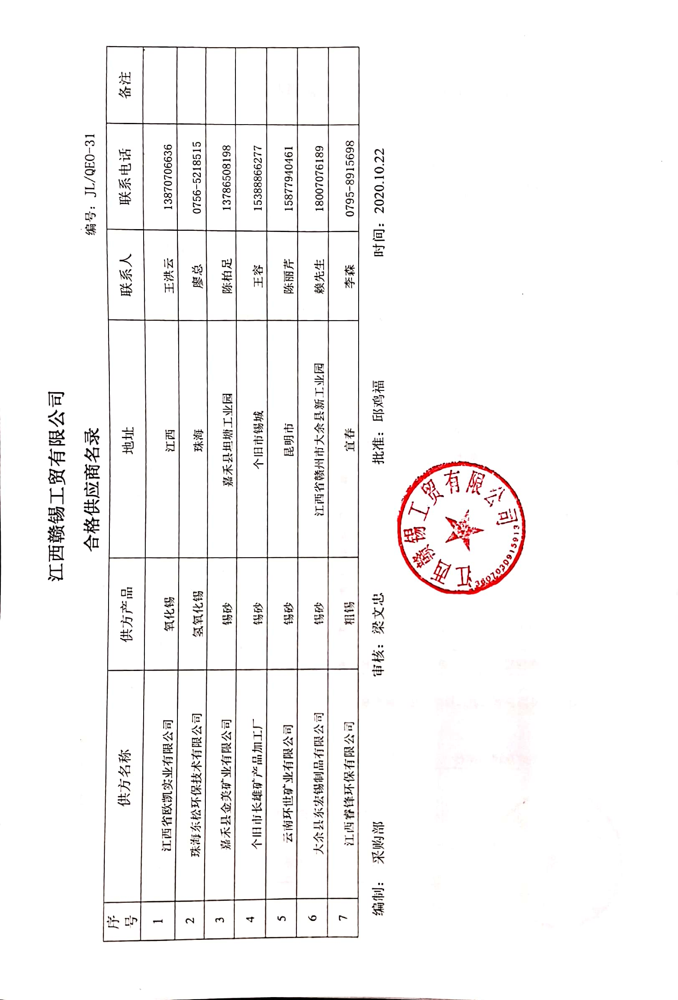 江西赣锡工贸有限公司
合格供应商名录
编号：JL/QEO-31
序号 供方名称 供方产品 地址 联系人 联系电话 备注
1 江西省欧凯实业有限公司 氧化锡 江西 王洪云 13870706636
2 珠海东松环保技术有限公司 氢氧化锡 珠海 廖总 0756-5218515
3 嘉禾县金美矿业有限公司 锡砂 嘉禾县坦塘工业园 陈柏足 13786508198
4 个旧市长雄矿产品加工厂 锡砂 个旧市锡城 王容 15388866277
5 云南环世矿业有限公司 锡砂 昆明市 陈丽芹 15877940461
6 大余县东宏锡制品有限公司 锡砂 江西省赣州市大余县新工业园 赖先生 18007076189
7 江西睿锋环保有限公司 粗锡 宜春 李森 0795-8915698
编制： 采购部 审核：梁文忠 批准：邱鸡福 时间：2020.10.22
江西赣锡工贸有限公司
3607030915913